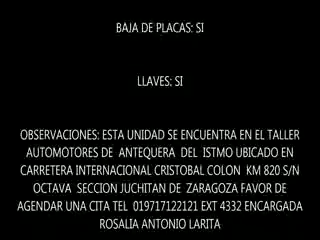 BAJA DE PLACAS: SI
LLAVES: SI
OBSERVACIONES: ESTA UNIDAD SE ENCUENTRA EN EL TALLER
AUTOMOTORES DE ANTEQUERA DEL ISTMO UBICADO EN
CARRETERA INTERNACIONAL CRISTOBAL COLON KM 820 S/N
OCTAVA SECCION JUCHITAN DE ZARAGOZA FAVOR DE
AGENDAR UNA CITA TEL 019717122121 EXT 4332 ENCARGADA
ROSALIA ANTONIO LARITA